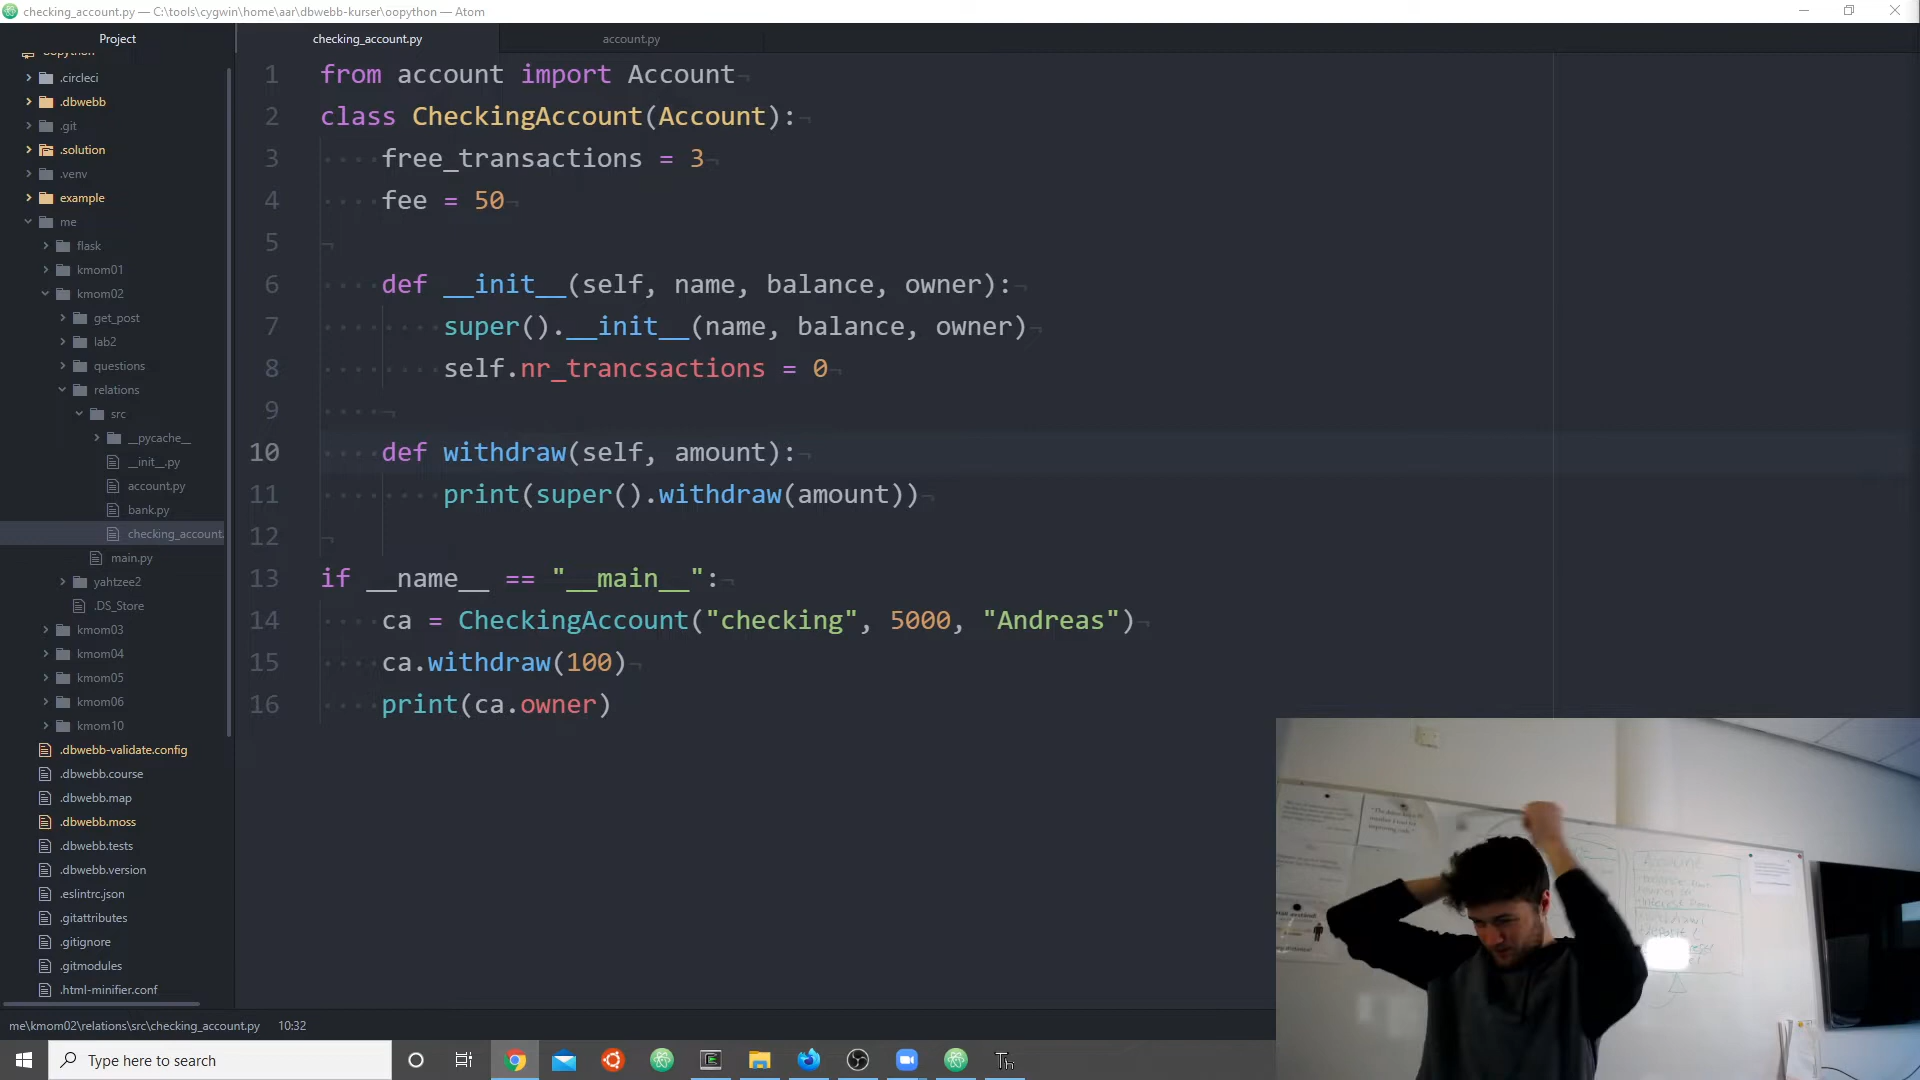 checking_account.py — C:\tools\cygwin\home\aar\dbwebb-kurser\oopython — Atom
Project
checking_account.py
account.py
oopython
.circleci
.dbwebb
.git
.solution
.venv
example
me
flask
kmom01
kmom02
get_post
lab2
questions
relations
src
__pycache__
__init__.py
account.py
bank.py
checking_account.
main.py
yahtzee2
.DS_Store
kmom03
kmom04
kmom05
kmom06
kmom10
.dbwebb-validate.config
.dbwebb.course
.dbwebb.map
.dbwebb.moss
.dbwebb.tests
.dbwebb.version
.eslintrc.json
.gitattributes
.gitignore
.gitmodules
.html-minifier.conf
1 from account import Account
2 class CheckingAccount(Account):
3 free_transactions = 3
4 fee = 50
5
6 def __init__(self, name, balance, owner):
7 super().__init__(name, balance, owner)
8 self.nr_trancsactions = 0
9
10 def withdraw(self, amount):
11 print(super().withdraw(amount))
12
13 if __name__ == "__main__":
14 ca = CheckingAccount("checking", 5000, "Andreas")
15 ca.withdraw(100)
16 print(ca.owner)
Account
me\kmom02\relations\src\checking_account.py 10:32
Type here to search